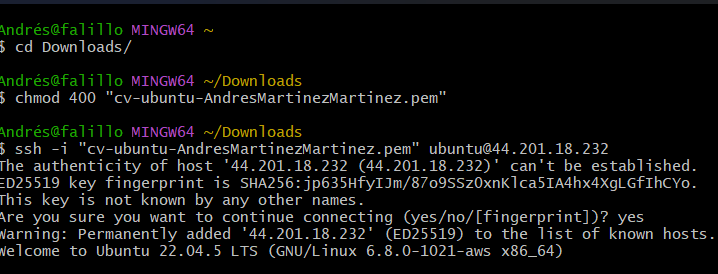 Andrés@falillo MINGW64 ~
$ cd Downloads/
Andrés@falillo MINGW64 ~/Downloads
$ chmod 400 "cv-ubuntu-AndresMartinezMartinez.pem"
Andrés@falillo MINGW64 ~/Downloads
$ ssh -i "cv-ubuntu-AndresMartinezMartinez.pem" ubuntu@44.201.18.232
The authenticity of host '44.201.18.232 (44.201.18.232)' can't be established.
ED25519 key fingerprint is SHA256:jp635HfyIJm/87o9SSzOxnKlca5IA4hx4XgLGfIhCYo.
This key is not known by any other names.
Are you sure you want to continue connecting (yes/no/[fingerprint])? yes
Warning: Permanently added '44.201.18.232' (ED25519) to the list of known hosts.
Welcome to Ubuntu 22.04.5 LTS (GNU/Linux 6.8.0-1021-aws x86_64)